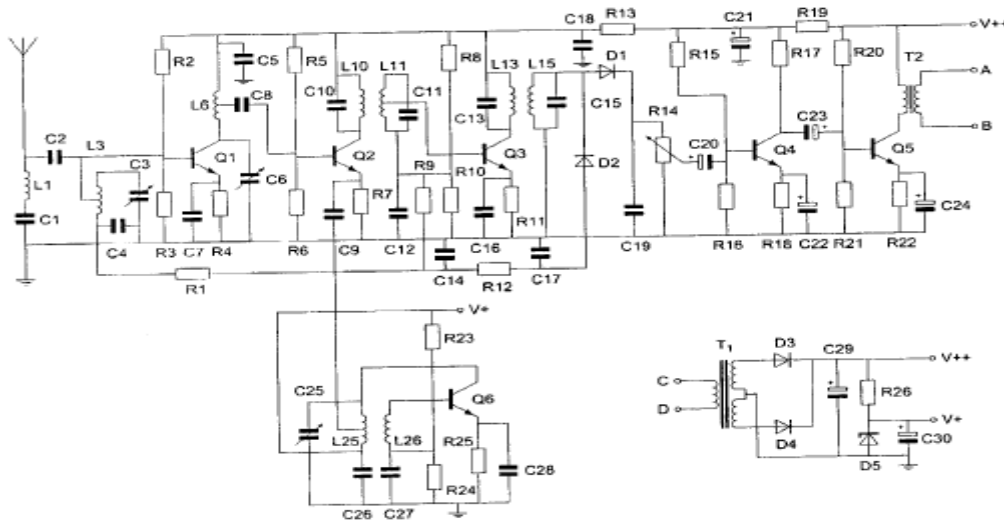 C18 R13 C21 R19 V++
R2 C5 R5 R8 D1 R15 R17 R20 T2
L10 L11 L13 L15
C8 C10 C11 C15 A
L6 C13 R14 C23
C2 L3 C3 Q1 Q2 Q3 C20 Q4 Q5 B
L1 C6 R7 R9 R10 D2
C1 C4 R11 C24
R3 C7 R4 R6 C9 C12 C16 C19 R16 R18 C22 R21 R22
R1 C14 R12 C17
V+
R23
T1 D3 C29 V++
C25 Q6 C R26
D V+
L25 L26 R25 D4 C30
R24 C28 D5
C26 C27